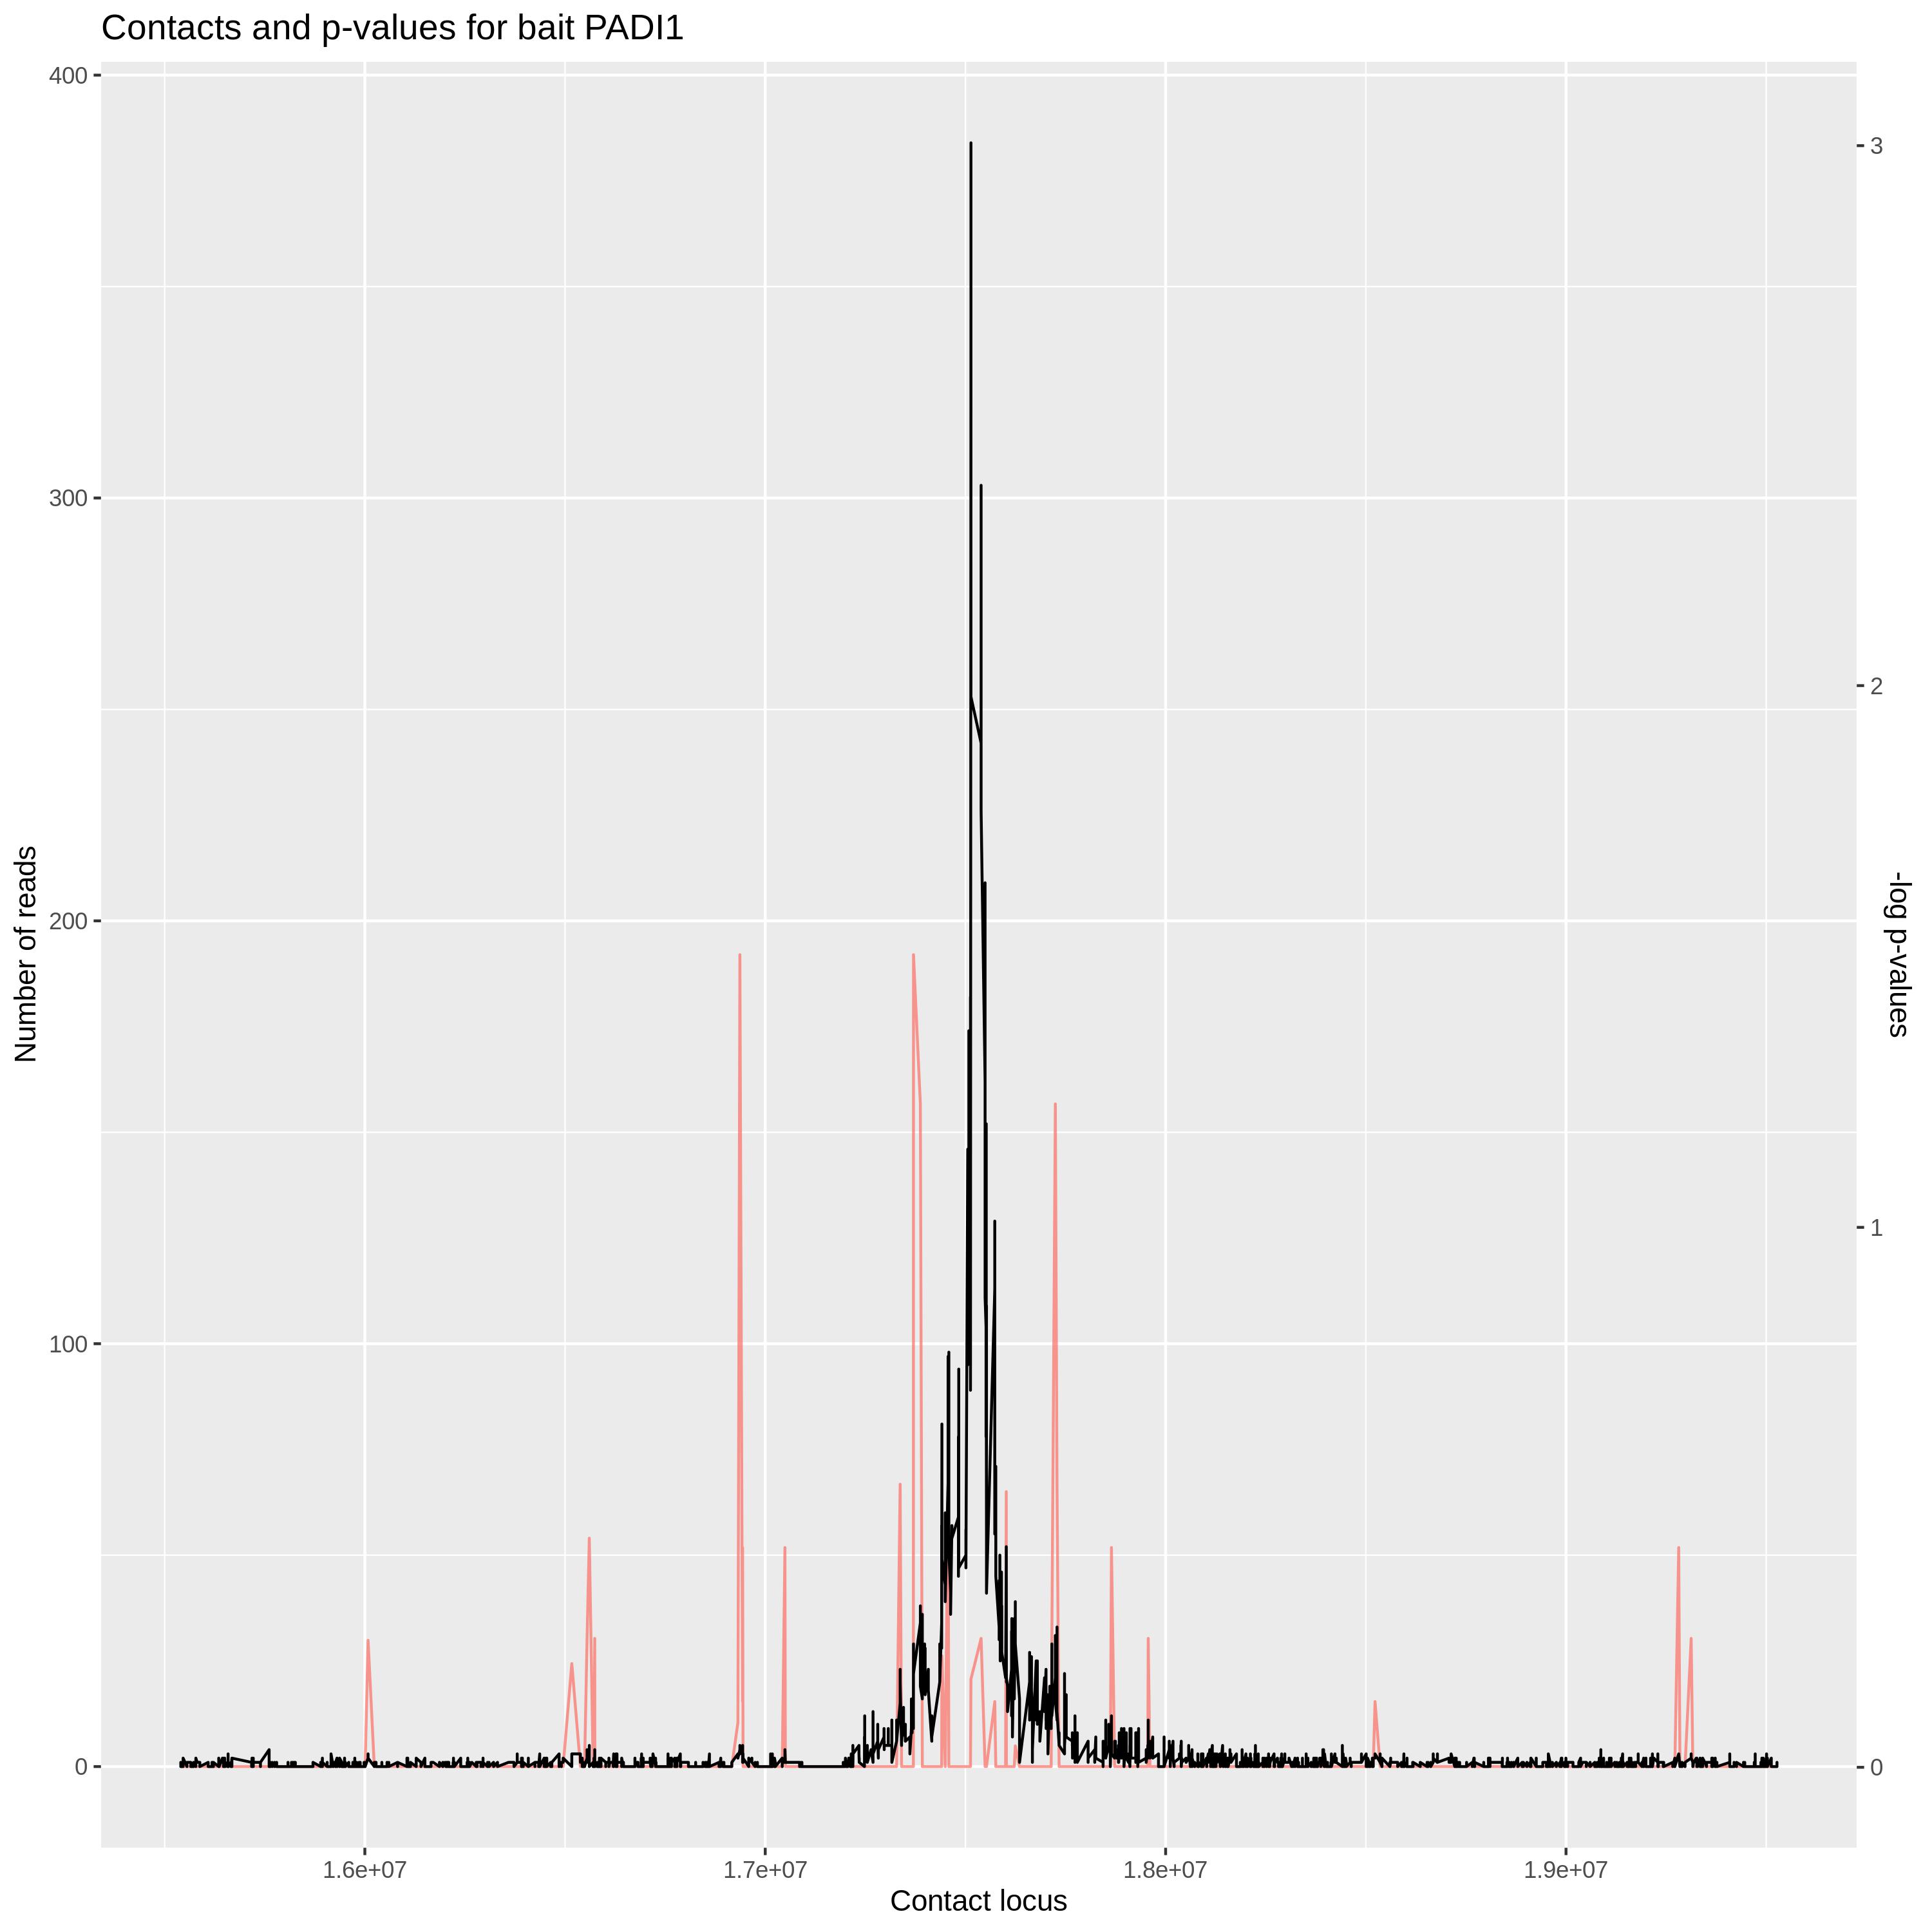 Contacts and p-values for bait PADI1
400
300
200
100
0
Number of reads
3
2
1
0
-log p-values
1.6e+07 1.7e+07 1.8e+07 1.9e+07
Contact locus